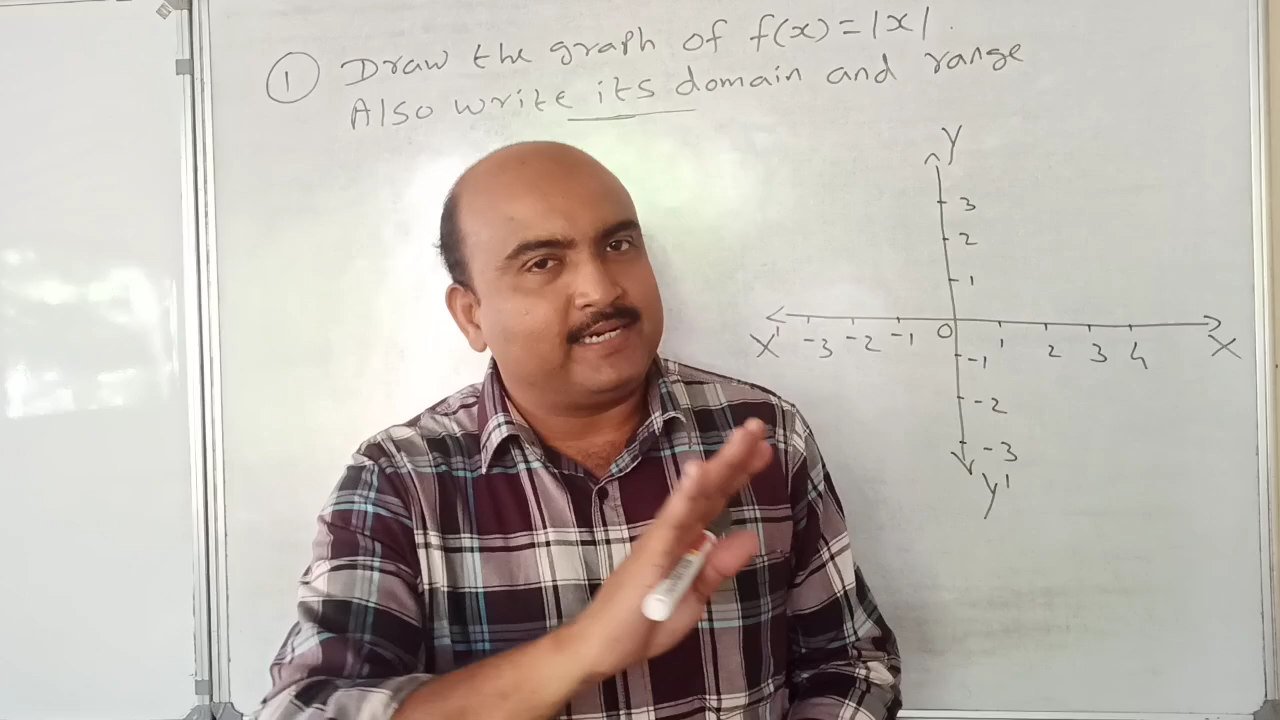 ① Draw the graph of f(x) = |x|.
Also write its domain and range
Y
3
2
1
X' -3 -2 -1 0 1 2 3 4 X
-1
-2
-3
Y'